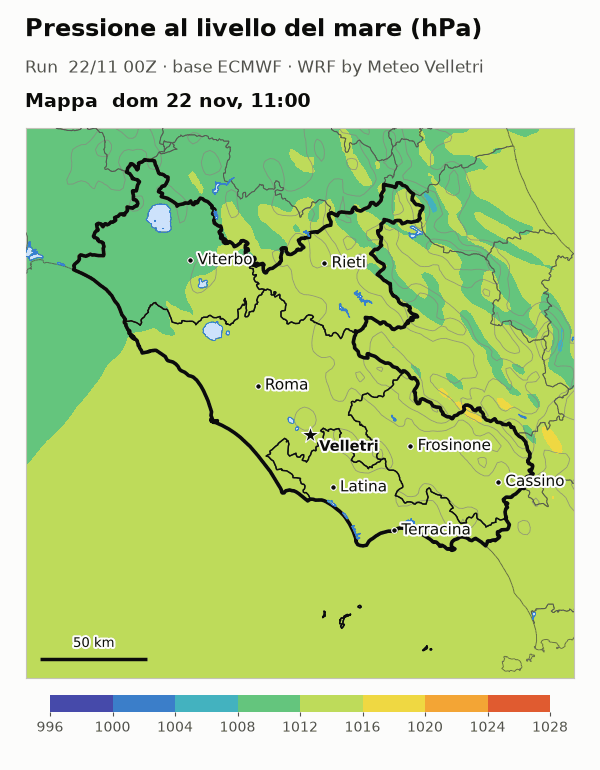 Pressione al livello del mare (hPa)
Run  22/11 00Z · base ECMWF · WRF by Meteo Velletri
Mappa  dom 22 nov, 11:00
Viterbo
Rieti
Roma
Velletri
Frosinone
Latina
Cassino
Terracina
50 km
996 1000 1004 1008 1012 1016 1020 1024 1028